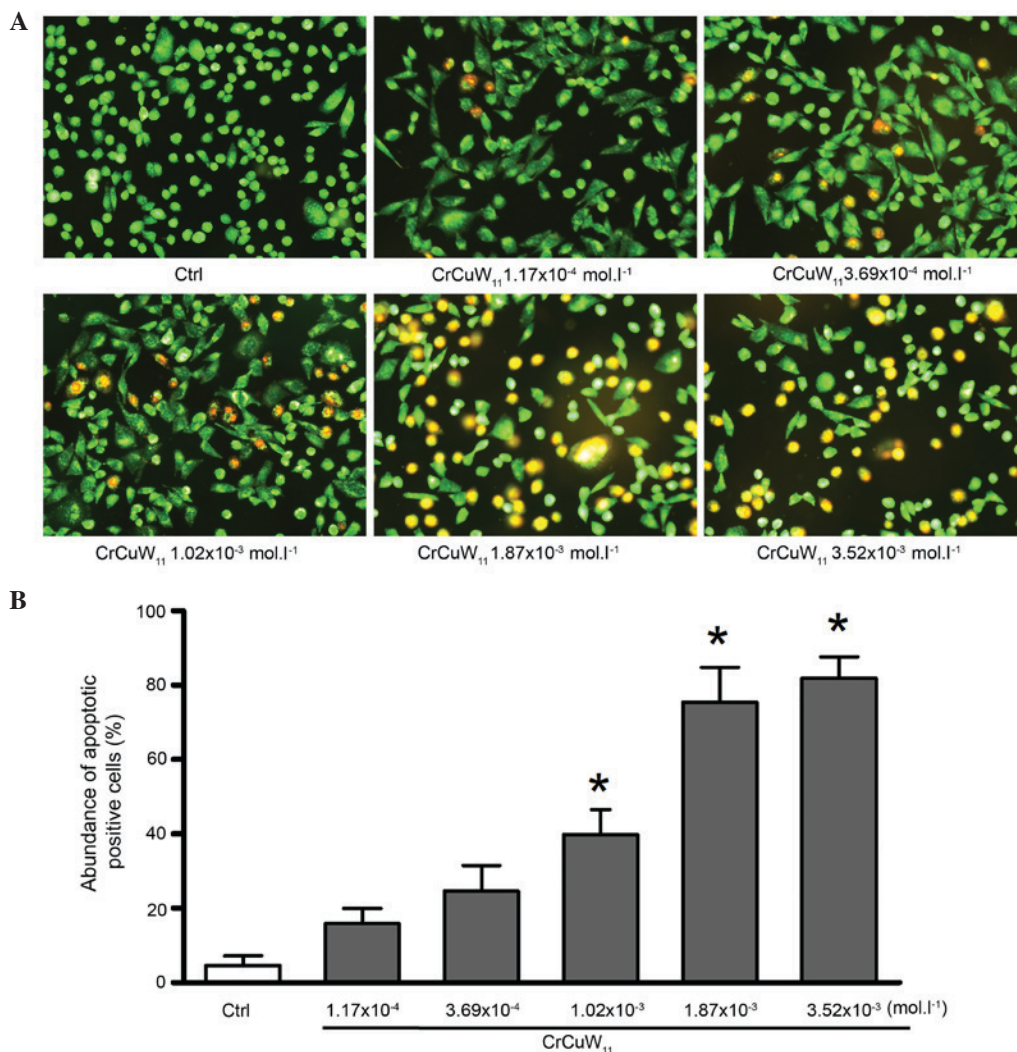 A
Ctrl
CrCuW₁₁ 1.17x10⁻⁴ mol.l⁻¹
CrCuW₁₁ 3.69x10⁻⁴ mol.l⁻¹
CrCuW₁₁ 1.02x10⁻³ mol.l⁻¹
CrCuW₁₁ 1.87x10⁻³ mol.l⁻¹
CrCuW₁₁ 3.52x10⁻³ mol.l⁻¹
B
Abundance of apoptotic
positive cells (%)
100
80
60
40
20
0
*
*
*
Ctrl
1.17x10⁻⁴
3.69x10⁻⁴
1.02x10⁻³
1.87x10⁻³
3.52x10⁻³ (mol.l⁻¹)
CrCuW₁₁